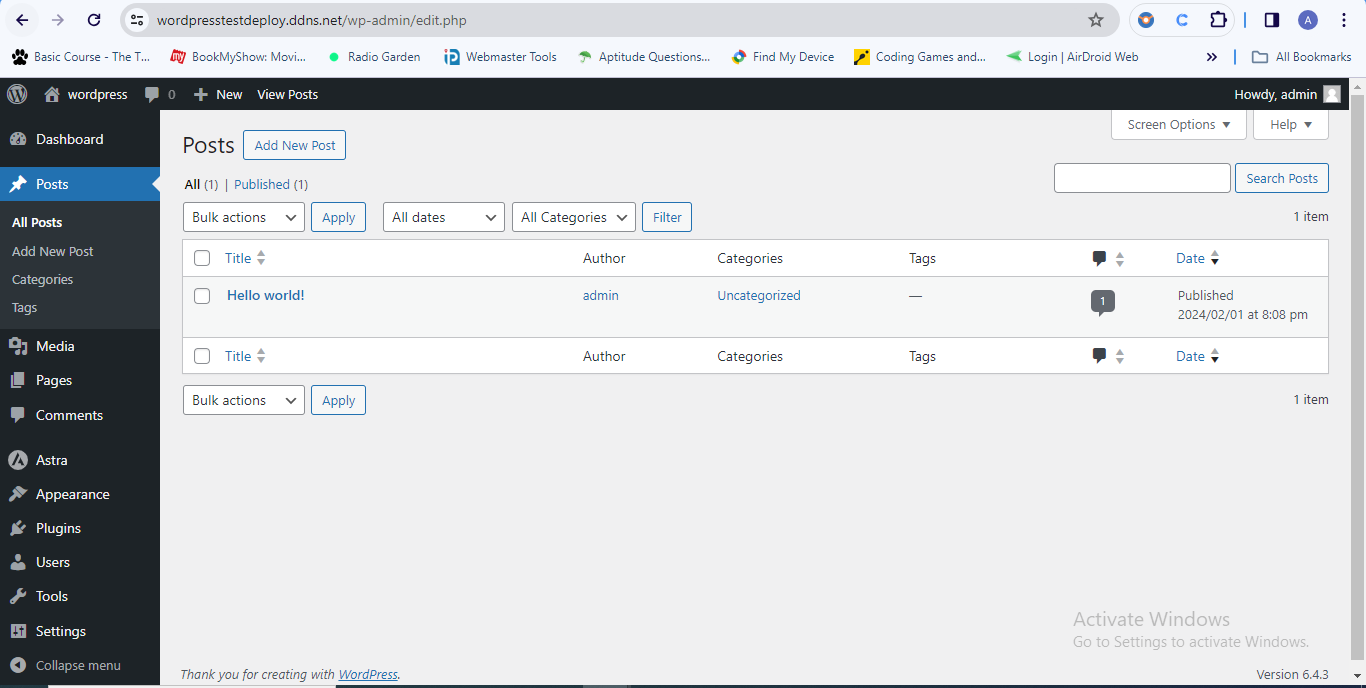 wordpresstestdeploy.ddns.net/wp-admin/edit.php
A
Basic Course - The T... BookMyShow: Movi... Radio Garden Webmaster Tools Aptitude Questions... Find My Device Coding Games and... Login | AirDroid Web » All Bookmarks
wordpress 0 New View Posts Howdy, admin
Screen Options Help
Dashboard
Posts Add New Post
Posts
All (1) | Published (1)
Search Posts
Bulk actions Apply All dates All Categories Filter 1 item
All Posts
Add New Post
Categories
Tags
Title Author Categories Tags Date
Hello world! admin Uncategorized — 1 Published
2024/02/01 at 8:08 pm
Title Author Categories Tags Date
Bulk actions Apply 1 item
Media
Pages
Comments
Astra
Appearance
Plugins
Users
Tools
Settings
Collapse menu
Activate Windows
Go to Settings to activate Windows.
Thank you for creating with WordPress. Version 6.4.3